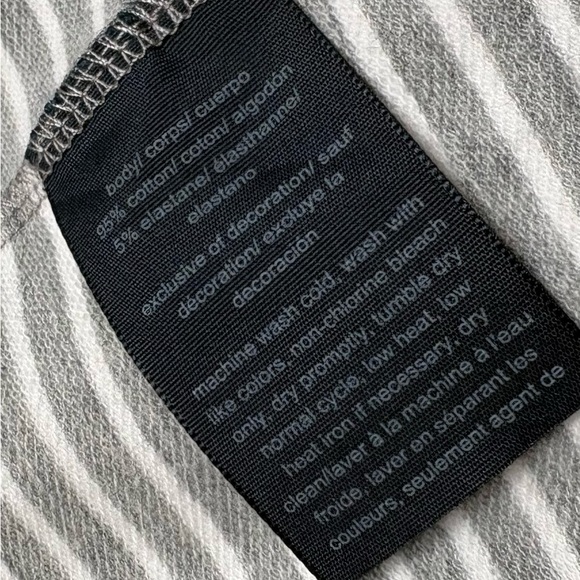 body/ corps/ cuerpo
95% cotton/ coton/ algodón
5% elastane/ élasthanne/
elastano
exclusive of decoration/ sauf
décoration/ excluye la
decoración
machine wash cold, wash with
like colors, non-chlorine bleach
only, dry promptly, tumble dry
normal cycle, low heat, low
heat iron if necessary, dry
clean/laver à la machine à l'eau
froide, laver en séparant les
couleurs, seulement agent de